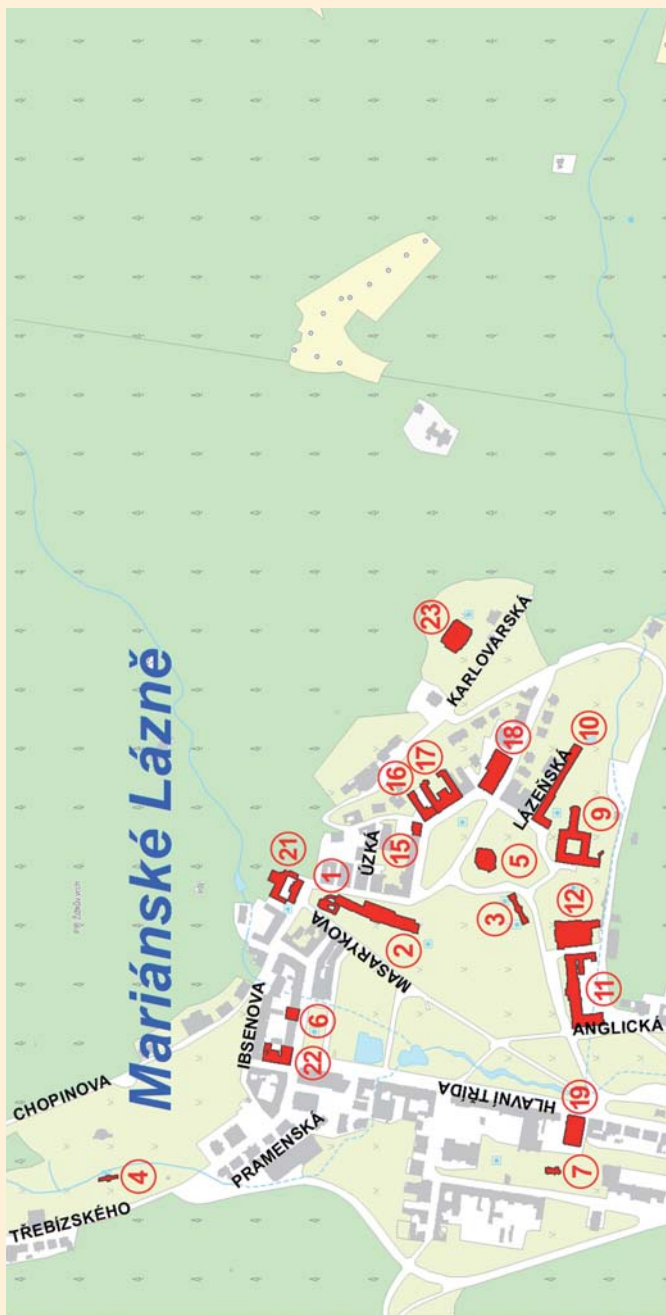 TŘEBÍZSKÉHO
CHOPINOVA
4
Mariánské Lázně
IBSENOVA
PRAMENSKÁ
21
22
6
1
ÚZKÁ
MASARYKOVA
16
15
2
17
23
HLAVNÍ TŘÍDA
KARLOVARSKÁ
3
18
5
LÁZEŇSKÁ
7
12
19
10
9
11
ANGLICKÁ